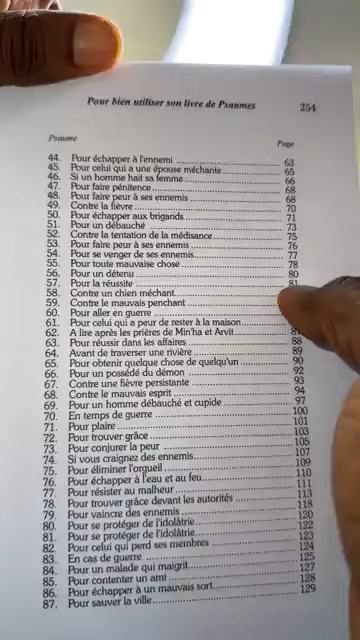 Pour bien utiliser son livre de Psaumes 254
Psaume Page
44. Pour échapper à l'ennemi 63
45. Pour celui qui a une épouse méchante 65
46. Si un homme hait sa femme 66
47. Pour faire pénitence 68
48. Pour faire peur à ses ennemis 68
49. Contre la fièvre 70
50. Pour échapper aux brigands 71
51. Pour un débauché 73
52. Contre la tentation de la médisance 75
53. Pour faire peur à ses ennemis 76
54. Pour se venger de ses ennemis 77
55. Pour toute mauvaise chose 78
56. Pour un détenu 80
57. Pour la réussite 81
58. Contre un chien méchant
59. Contre le mauvais penchant
60. Pour aller en guerre
61. Pour celui qui a peur de rester à la maison
62. A lire après les prières de Min'ha et Arvit 87
63. Pour réussir dans les affaires 88
64. Avant de traverser une rivière 89
65. Pour obtenir quelque chose de quelqu'un 90
66. Pour un possédé du démon 92
67. Contre une fièvre persistante 93
68. Contre le mauvais esprit 94
69. Pour un homme débauché et cupide 97
70. En temps de guerre 100
71. Pour plaire 101
72. Pour trouver grâce 103
73. Pour conjurer la peur 105
74. Si vous craignez des ennemis 107
75. Pour éliminer l'orgueil 109
76. Pour échapper à l'eau et au feu 110
77. Pour résister au malheur 111
78. Pour trouver grâce devant les autorités 113
79. Pour vaincre des ennemis 118
80. Pour se protéger de l'idolâtrie 120
81. Pour se protéger de l'idolâtrie 122
82. Pour celui qui perd ses membres 123
83. En cas de guerre 124
84. Pour un malade qui maigrit 125
85. Pour contenter un ami 127
86. Pour échapper à un mauvais sort 128
87. Pour sauver la ville 129